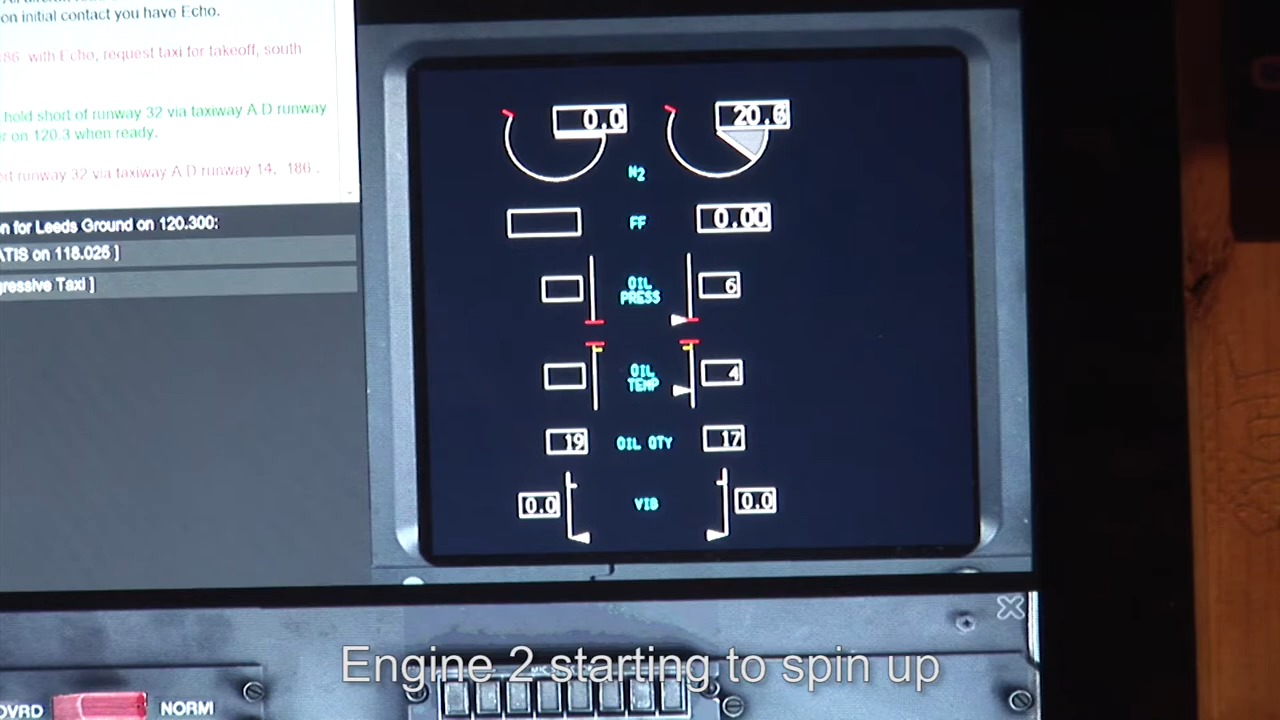 on initial contact you have Echo.
86 with Echo, request taxi for takeoff, south
hold short of runway 32 via taxiway A D runway
r on 120.3 when ready.
rt runway 32 via taxiway A D runway 14, 186 .
n for Leeds Ground on 120.300:
ATIS on 118.025 ]
gressive Taxi ]
0.0 20.6
N2
FF 0.00
OIL PRESS 6
OIL TEMP 4
19 OIL QTY 17
0.0 VIB 0.0
Engine 2 starting to spin up
OVRD NORM